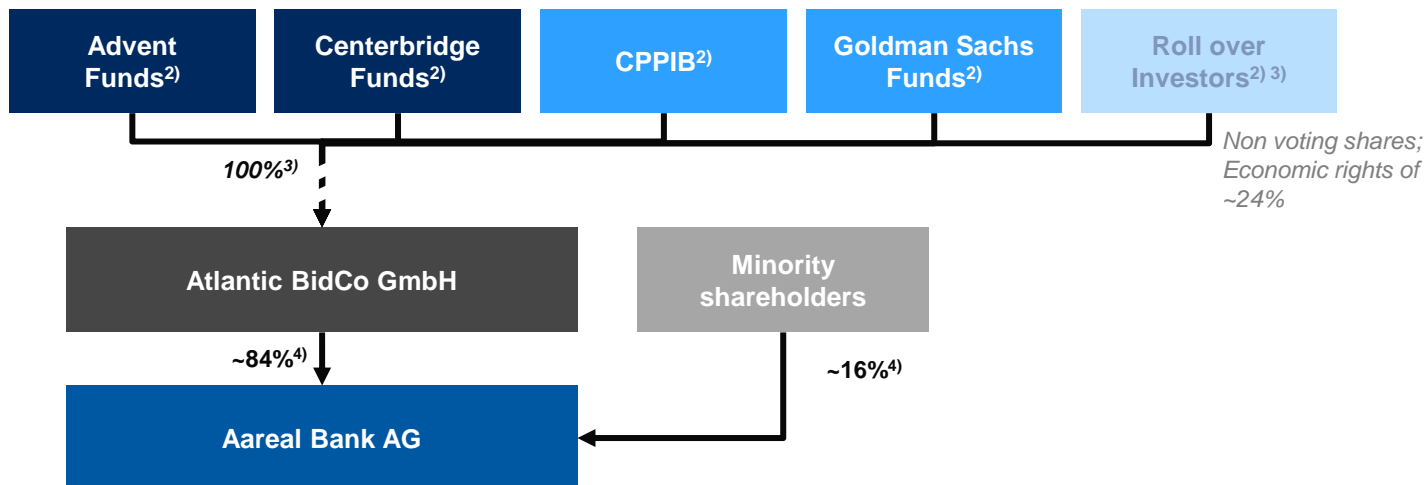 Advent
Funds2)
Centerbridge
Funds2)
CPPIB2)
Goldman Sachs
Funds2)
Roll over
Investors2) 3)
Non voting shares;
Economic rights of
~24%
100%3)
Atlantic BidCo GmbH
Minority
shareholders
~84%4)
~16%4)
Aareal Bank AG